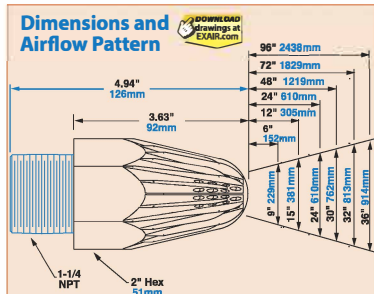 Dimensions and
Airflow Pattern
DOWNLOAD
drawings at
EXAIR.com
96" 2438mm
72" 1829mm
48" 1219mm
24" 610mm
12" 305mm
6"
152mm
4.94"
126mm
3.63"
92mm
9" 229mm
15" 381mm
24" 610mm
30" 762mm
32" 813mm
36" 914mm
1-1/4
NPT
2" Hex
51mm